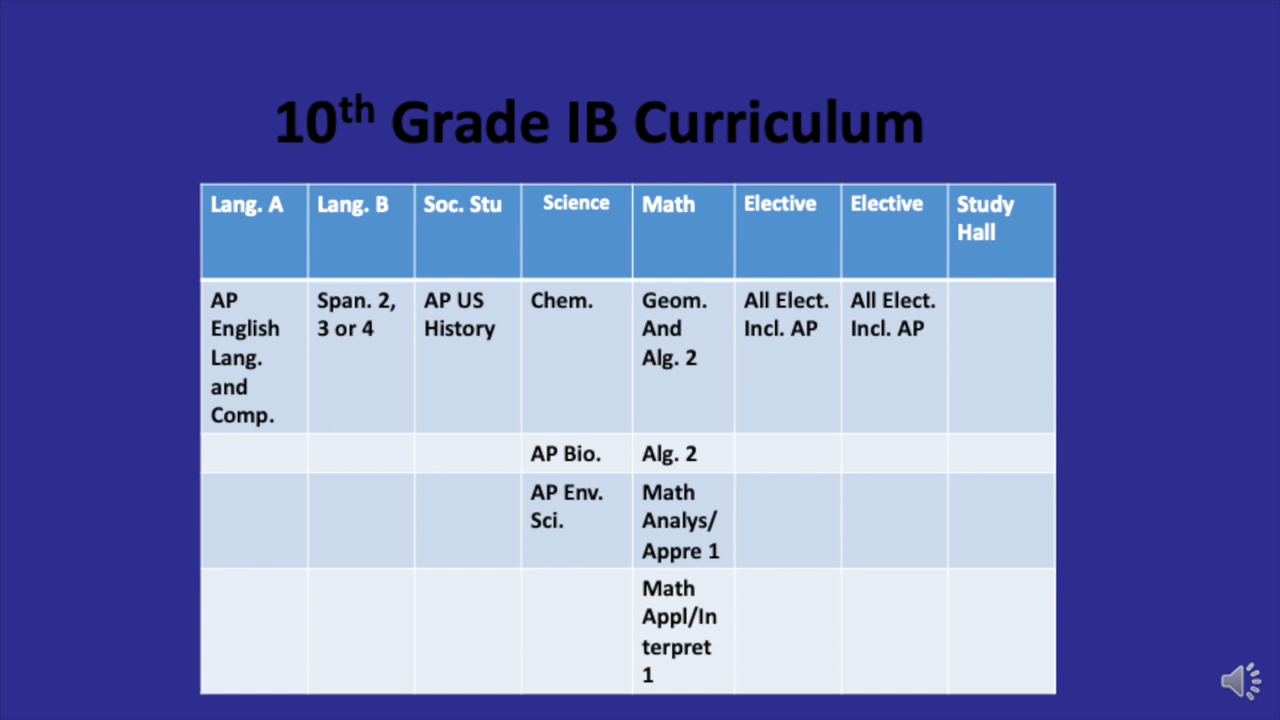 10th Grade IB Curriculum
Lang. A
Lang. B
Soc. Stu
Science
Math
Elective
Elective
Study
Hall
AP
English
Lang.
and
Comp.
Span. 2,
3 or 4
AP US
History
Chem.
Geom.
And
Alg. 2
All Elect.
Incl. AP
All Elect.
Incl. AP
AP Bio.
Alg. 2
AP Env.
Sci.
Math
Analys/
Appre 1
Math
Appl/In
terpret
1